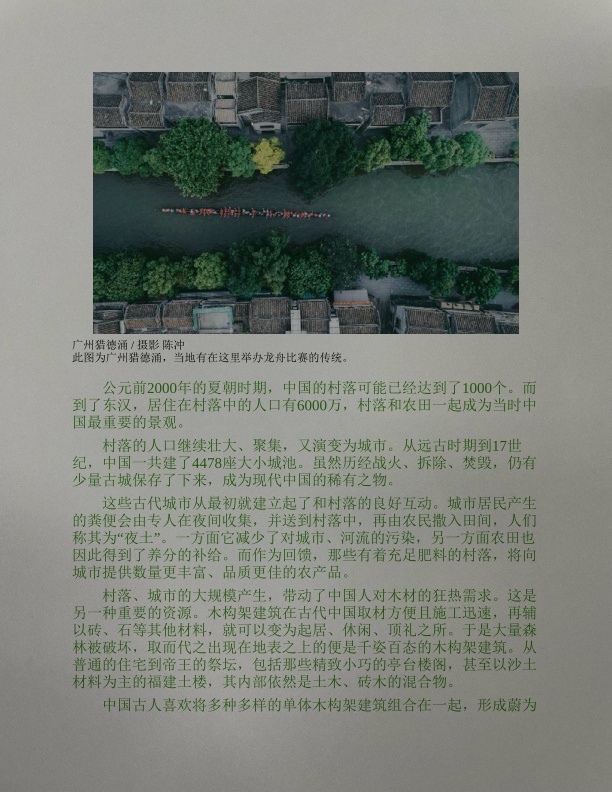 广州猎德涌 / 摄影 陈冲
此图为广州猎德涌，当地有在这里举办龙舟比赛的传统。
公元前2000年的夏朝时期，中国的村落可能已经达到了1000个。而
到了东汉，居住在村落中的人口有6000万，村落和农田一起成为当时中
国最重要的景观。
村落的人口继续壮大、聚集，又演变为城市。从远古时期到17世
纪，中国一共建了4478座大小城池。虽然历经战火、拆除、焚毁，仍有
少量古城保存了下来，成为现代中国的稀有之物。
这些古代城市从最初就建立起了和村落的良好互动。城市居民产生
的粪便会由专人在夜间收集，并送到村落中，再由农民撒入田间，人们
称其为“夜土”。一方面它减少了对城市、河流的污染，另一方面农田也
因此得到了养分的补给。而作为回馈，那些有着充足肥料的村落，将向
城市提供数量更丰富、品质更佳的农产品。
村落、城市的大规模产生，带动了中国人对木材的狂热需求。这是
另一种重要的资源。木构架建筑在古代中国取材方便且施工迅速，再辅
以砖、石等其他材料，就可以变为起居、休闲、顶礼之所。于是大量森
林被破坏，取而代之出现在地表之上的便是千姿百态的木构架建筑。从
普通的住宅到帝王的祭坛，包括那些精致小巧的亭台楼阁，甚至以沙土
材料为主的福建土楼，其内部依然是土木、砖木的混合物。
中国古人喜欢将多种多样的单体木构架建筑组合在一起，形成蔚为